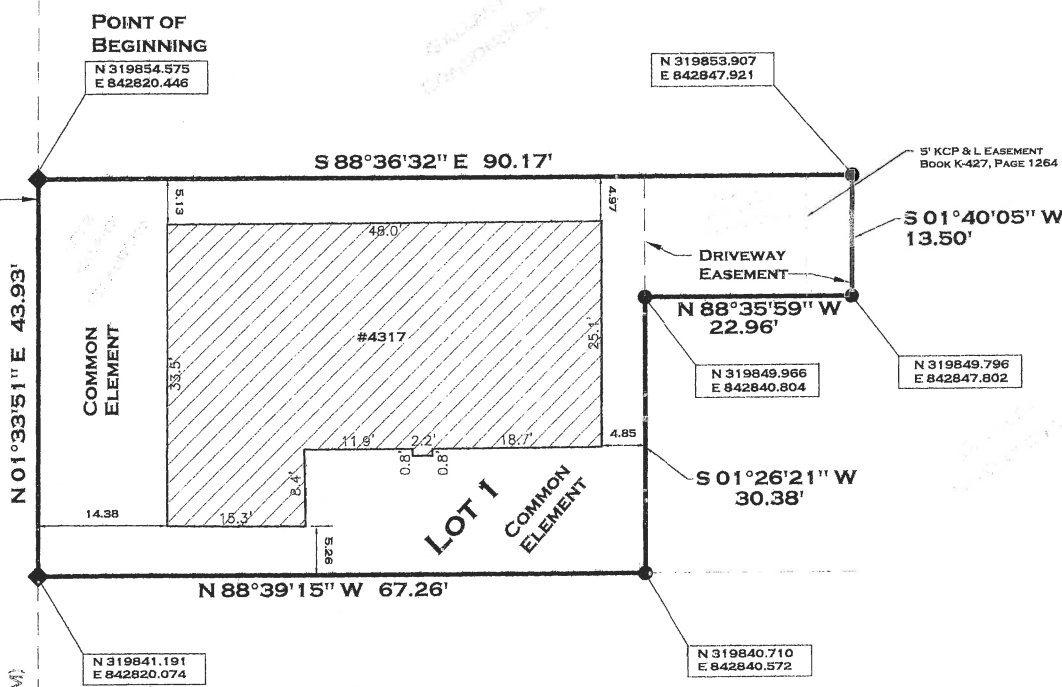 POINT OF
BEGINNING
N 319854.575
E 842820.446
N 319853.907
E 842847.921
S 88°36'32" E 90.17'
5' KCP & L EASEMENT
BOOK K-427, PAGE 1264
S 01°40'05" W
13.50'
5.13
4.97
48.0'
DRIVEWAY
EASEMENT
N 88°35'59" W
22.96'
N 01°33'51" E 43.93'
COMMON
ELEMENT
#4317
33.5'
25.1'
N 319849.966
E 842840.804
N 319849.796
E 842847.802
11.9'
2.2'
18.7'
0.8'
0.8'
4.85
8.4'
S 01°26'21" W
30.38'
LOT 1
COMMON
ELEMENT
14.38
15.3'
5.26
N 88°39'15" W 67.26'
N 319841.191
E 842820.074
N 319840.710
E 842840.572